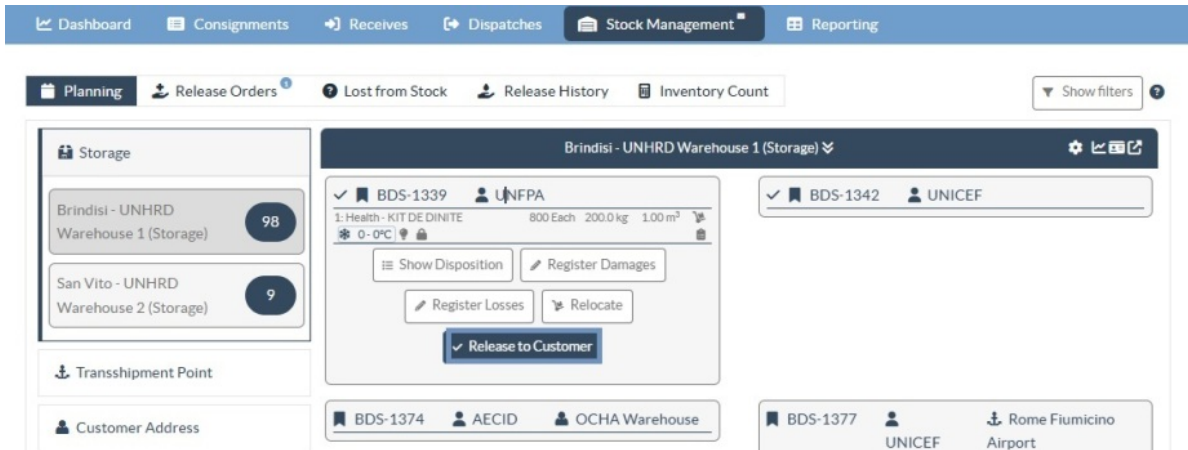 Dashboard Consignments Receives Dispatches Stock Management Reporting
Planning Release Orders 1 Lost from Stock Release History Inventory Count Show filters ?
Storage
Brindisi - UNHRD
Warehouse 1 (Storage)
98
San Vito - UNHRD
Warehouse 2 (Storage)
9
Transshipment Point
Customer Address
Brindisi - UNHRD Warehouse 1 (Storage)
BDS-1339 UNFPA
1: Health - KIT DE DINITE 800 Each 200.0 kg 1.00 m³
0 - 0°C
Show Disposition Register Damages
Register Losses Relocate
Release to Customer
BDS-1342 UNICEF
BDS-1374 AECID OCHA Warehouse
BDS-1377 UNICEF Rome Fiumicino
Airport